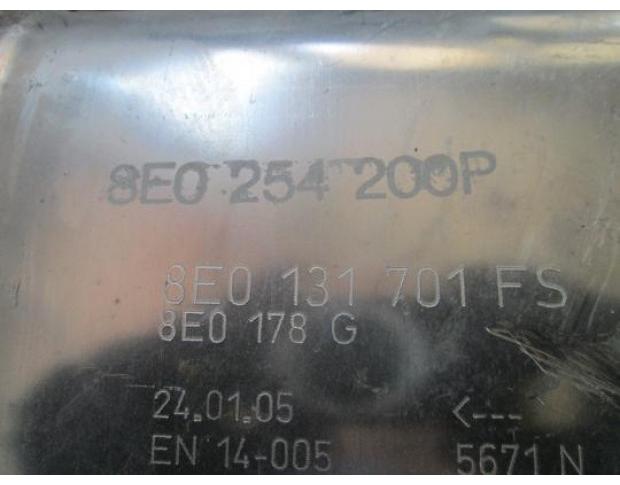 8E0 254 200P
8E0 131 701 FS
8E0 178 G
24.01.05 <---
EN 14-005 5671 N